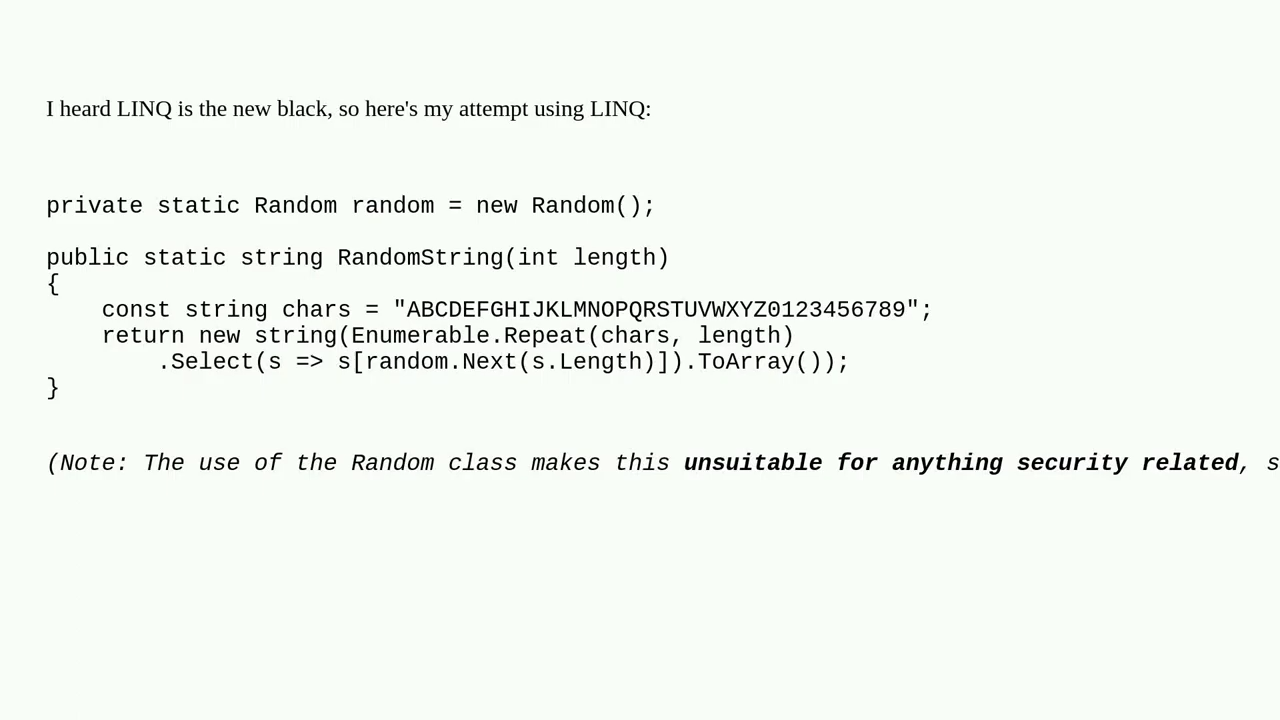 I heard LINQ is the new black, so here's my attempt using LINQ:
private static Random random = new Random();
public static string RandomString(int length)
{
    const string chars = "ABCDEFGHIJKLMNOPQRSTUVWXYZ0123456789";
    return new string(Enumerable.Repeat(chars, length)
        .Select(s => s[random.Next(s.Length)]).ToArray());
}
(Note: The use of the Random class makes this unsuitable for anything security related,